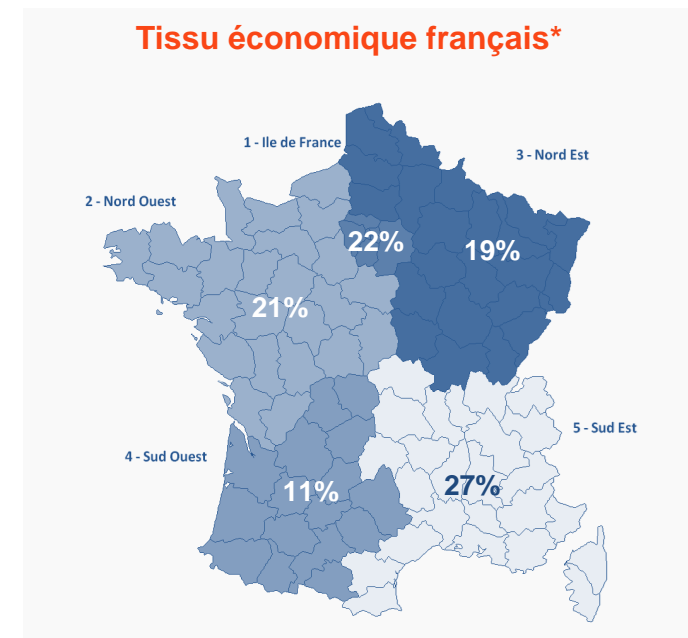 Tissu économique français*
1 - Ile de France
3 - Nord Est
2 - Nord Ouest
22%
19%
21%
5 - Sud Est
4 - Sud Ouest
11%
27%